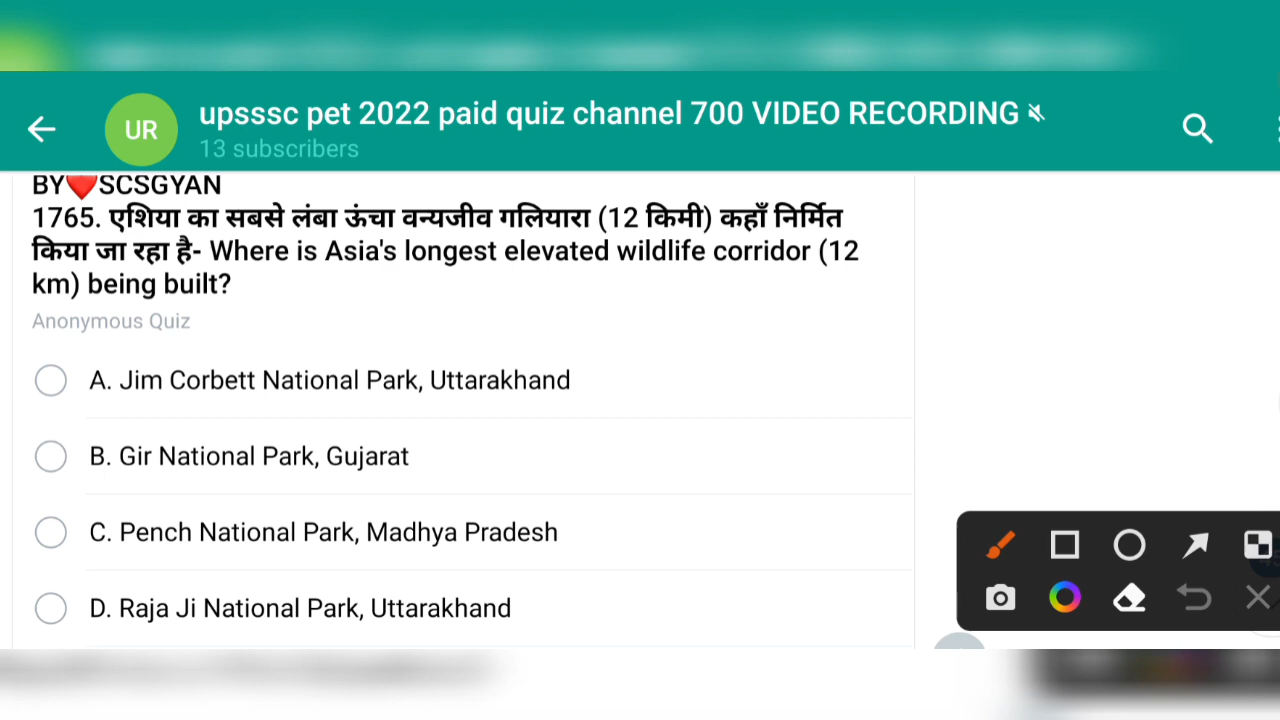 UR
upsssc pet 2022 paid quiz channel 700 VIDEO RECORDING
13 subscribers
BY❤️SCSGYAN
1765. एशिया का सबसे लंबा ऊंचा वन्यजीव गलियारा (12 किमी) कहाँ निर्मित
किया जा रहा है- Where is Asia's longest elevated wildlife corridor (12
km) being built?
Anonymous Quiz
A. Jim Corbett National Park, Uttarakhand
B. Gir National Park, Gujarat
C. Pench National Park, Madhya Pradesh
D. Raja Ji National Park, Uttarakhand